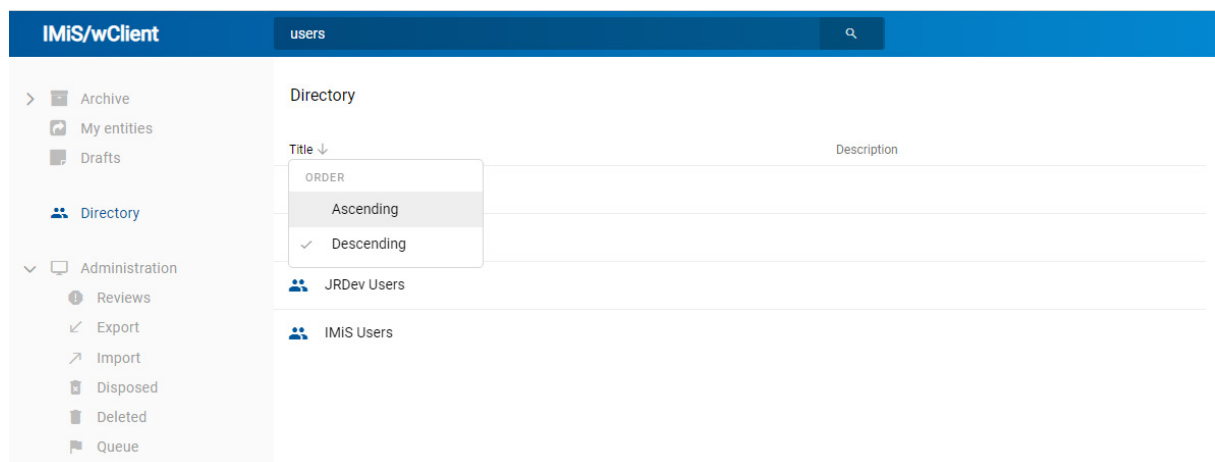 IMiS/wClient
users
Archive
My entities
Drafts
Directory
Administration
Reviews
Export
Import
Disposed
Deleted
Queue
Directory
Title
Description
ORDER
Ascending
Descending
JRDev Users
IMiS Users